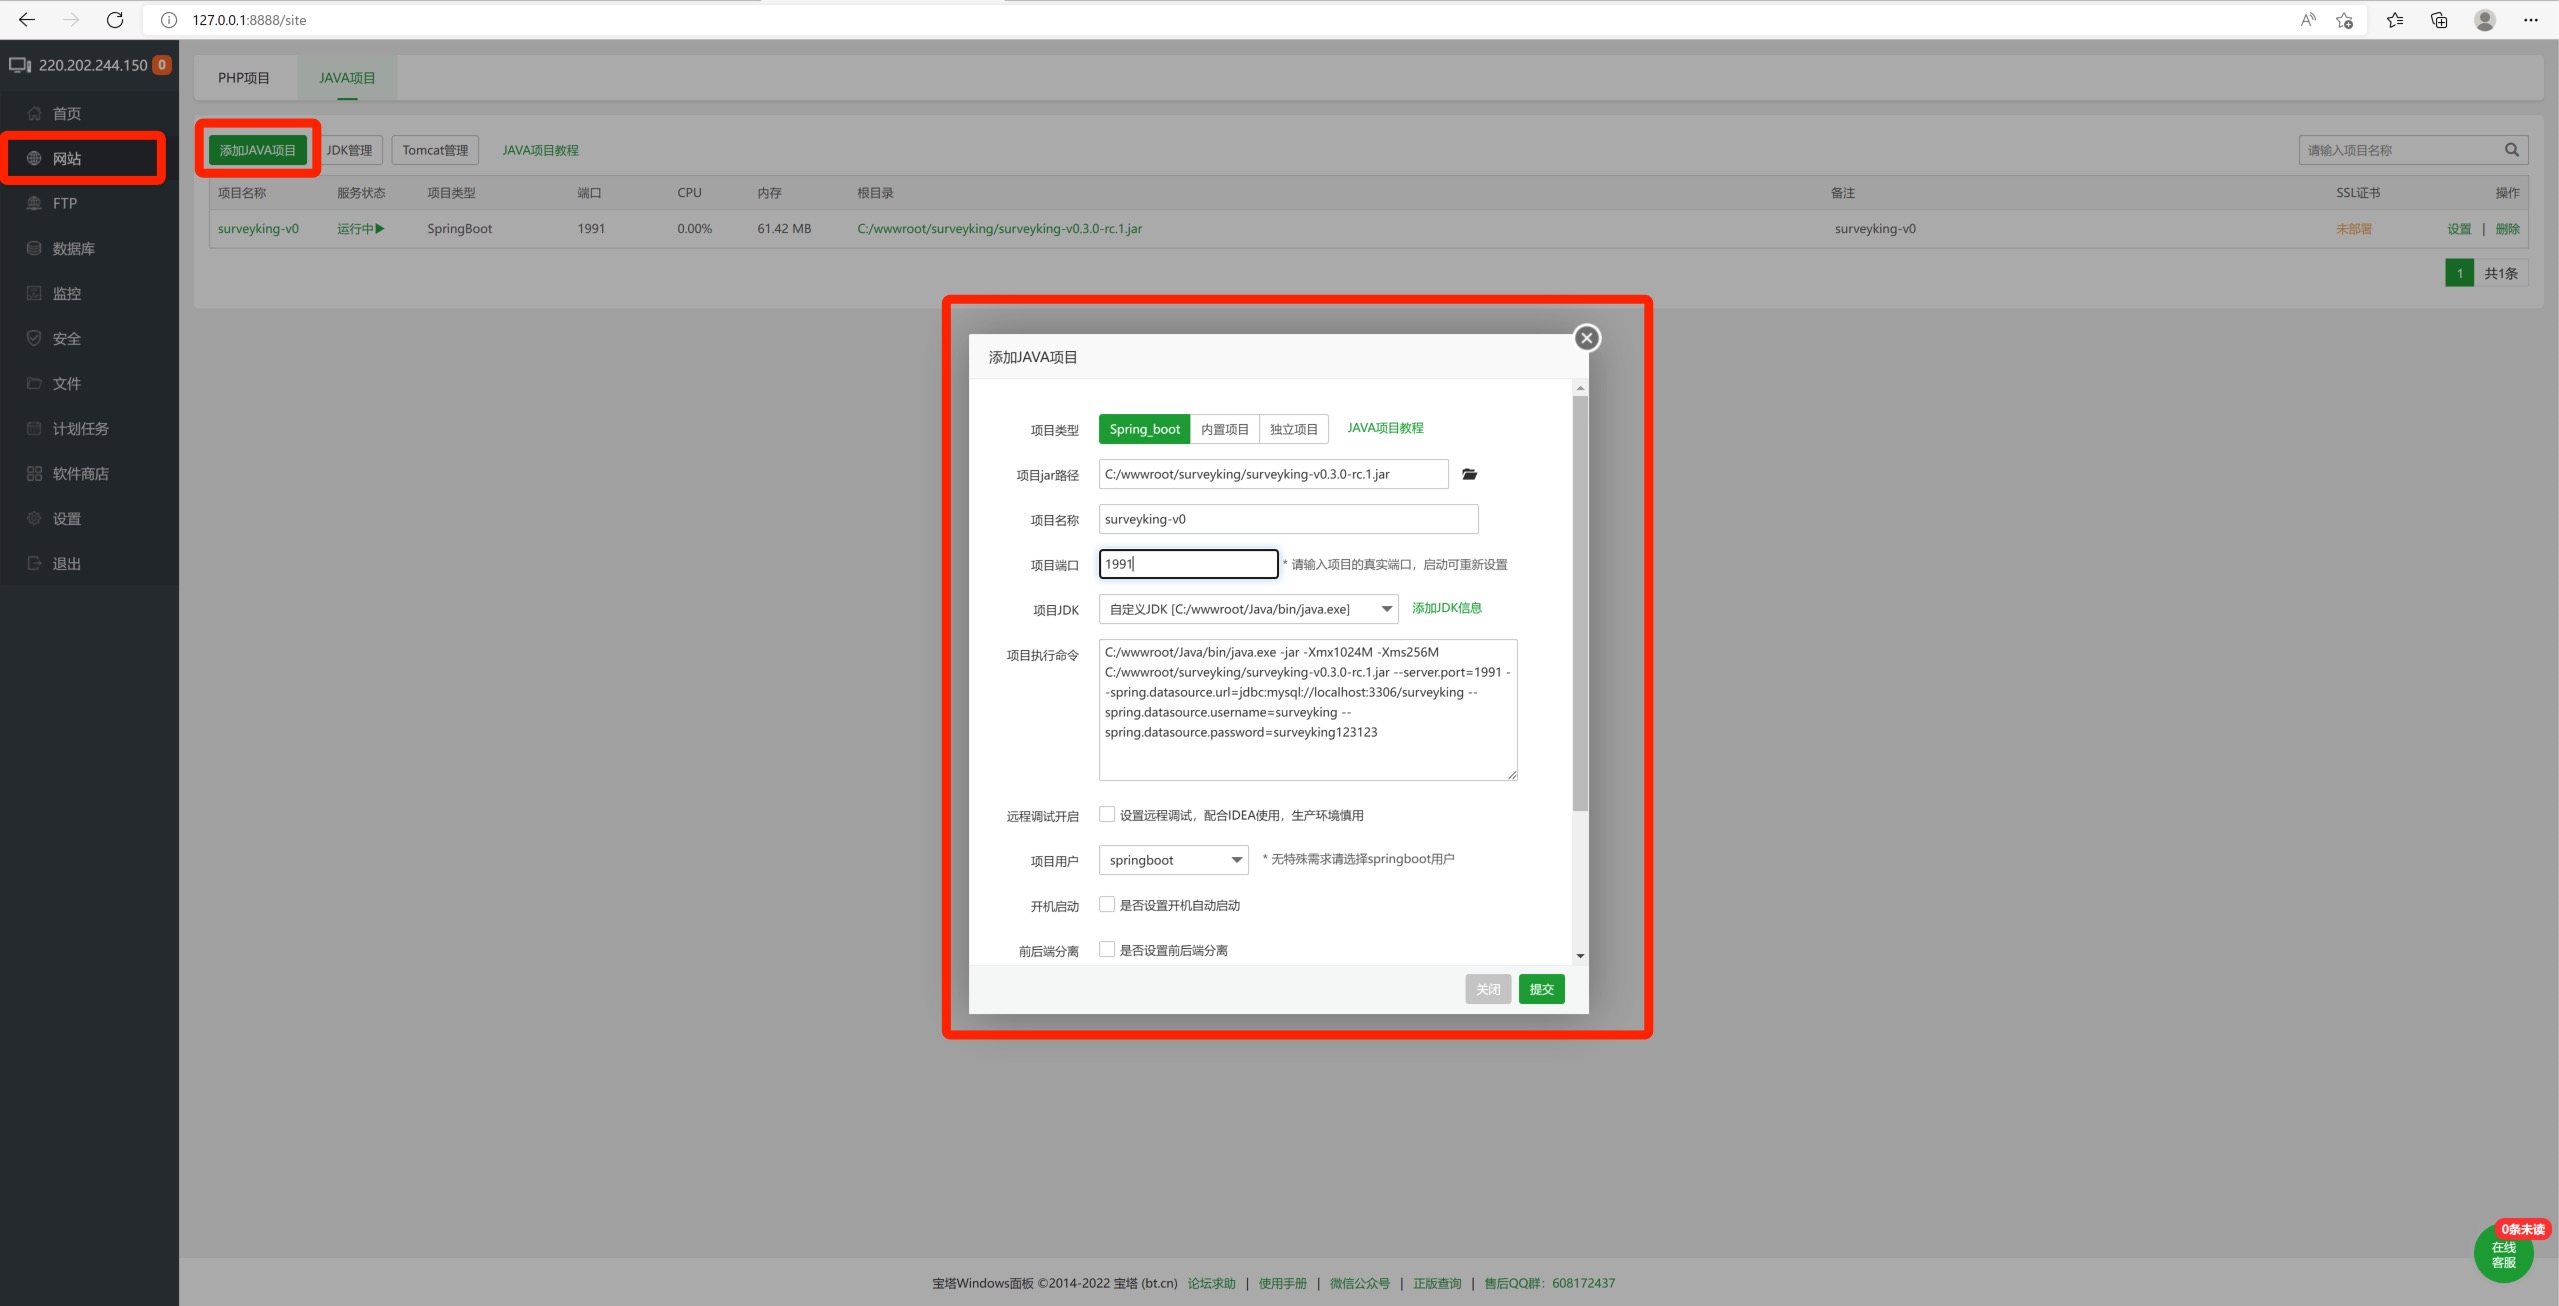 127.0.0.1:8888/site
220.202.244.150 0
首页
网站
FTP
数据库
监控
安全
文件
计划任务
软件商店
设置
退出
PHP项目 JAVA项目
添加JAVA项目 JDK管理 Tomcat管理 JAVA项目教程 请输入项目名称
项目名称 服务状态 项目类型 端口 CPU 内存 根目录 备注 SSL证书 操作
surveyking-v0 运行中 SpringBoot 1991 0.00% 61.42 MB C:/wwwroot/surveyking/surveyking-v0.3.0-rc.1.jar surveyking-v0 未部署 设置 | 删除
1 共1条
添加JAVA项目
项目类型 Spring_boot 内置项目 独立项目 JAVA项目教程
项目jar路径 C:/wwwroot/surveyking/surveyking-v0.3.0-rc.1.jar
项目名称 surveyking-v0
项目端口 1991 * 请输入项目的真实端口，启动可重新设置
项目JDK 自定义JDK [C:/wwwroot/Java/bin/java.exe] 添加JDK信息
项目执行命令 C:/wwwroot/Java/bin/java.exe -jar -Xmx1024M -Xms256M
C:/wwwroot/surveyking/surveyking-v0.3.0-rc.1.jar --server.port=1991 -
-spring.datasource.url=jdbc:mysql://localhost:3306/surveyking --
spring.datasource.username=surveyking --
spring.datasource.password=surveyking123123
远程调试开启 设置远程调试，配合IDEA使用，生产环境慎用
项目用户 springboot * 无特殊需求请选择springboot用户
开机启动 是否设置开机自动启动
前后端分离 是否设置前后端分离
关闭 提交
0条未读
在线
客服
宝塔Windows面板 ©2014-2022 宝塔 (bt.cn) 论坛求助 | 使用手册 | 微信公众号 | 正版查询 | 售后QQ群：608172437